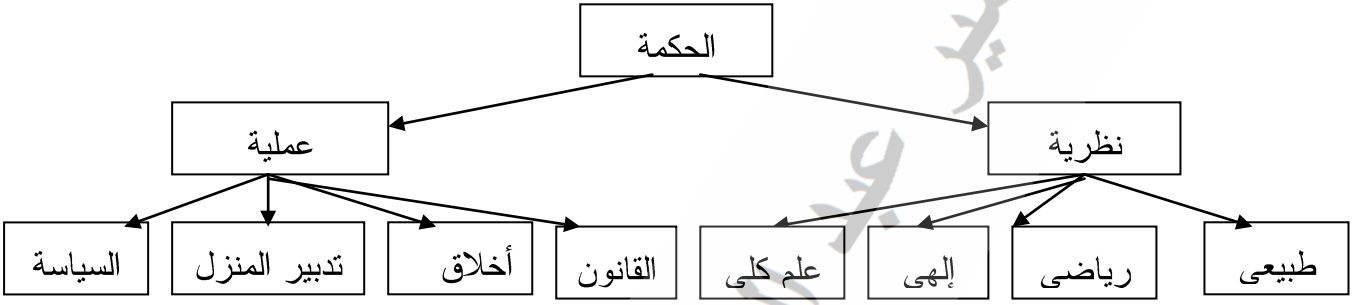 الحكمة
نظرية
عملية
طبيعى
رياضى
إلهى
علم كلى
القانون
أخلاق
تدبير المنزل
السياسة